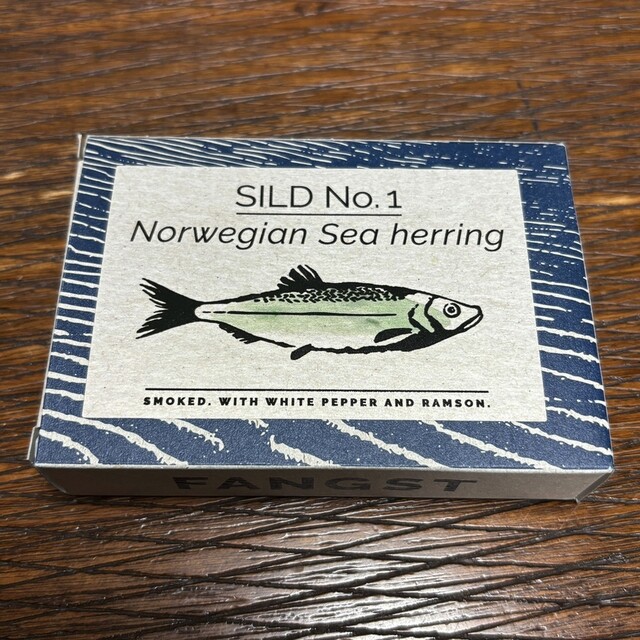 SILD No. 1
Norwegian Sea herring
SMOKED. WITH WHITE PEPPER AND RAMSON.
FANGST